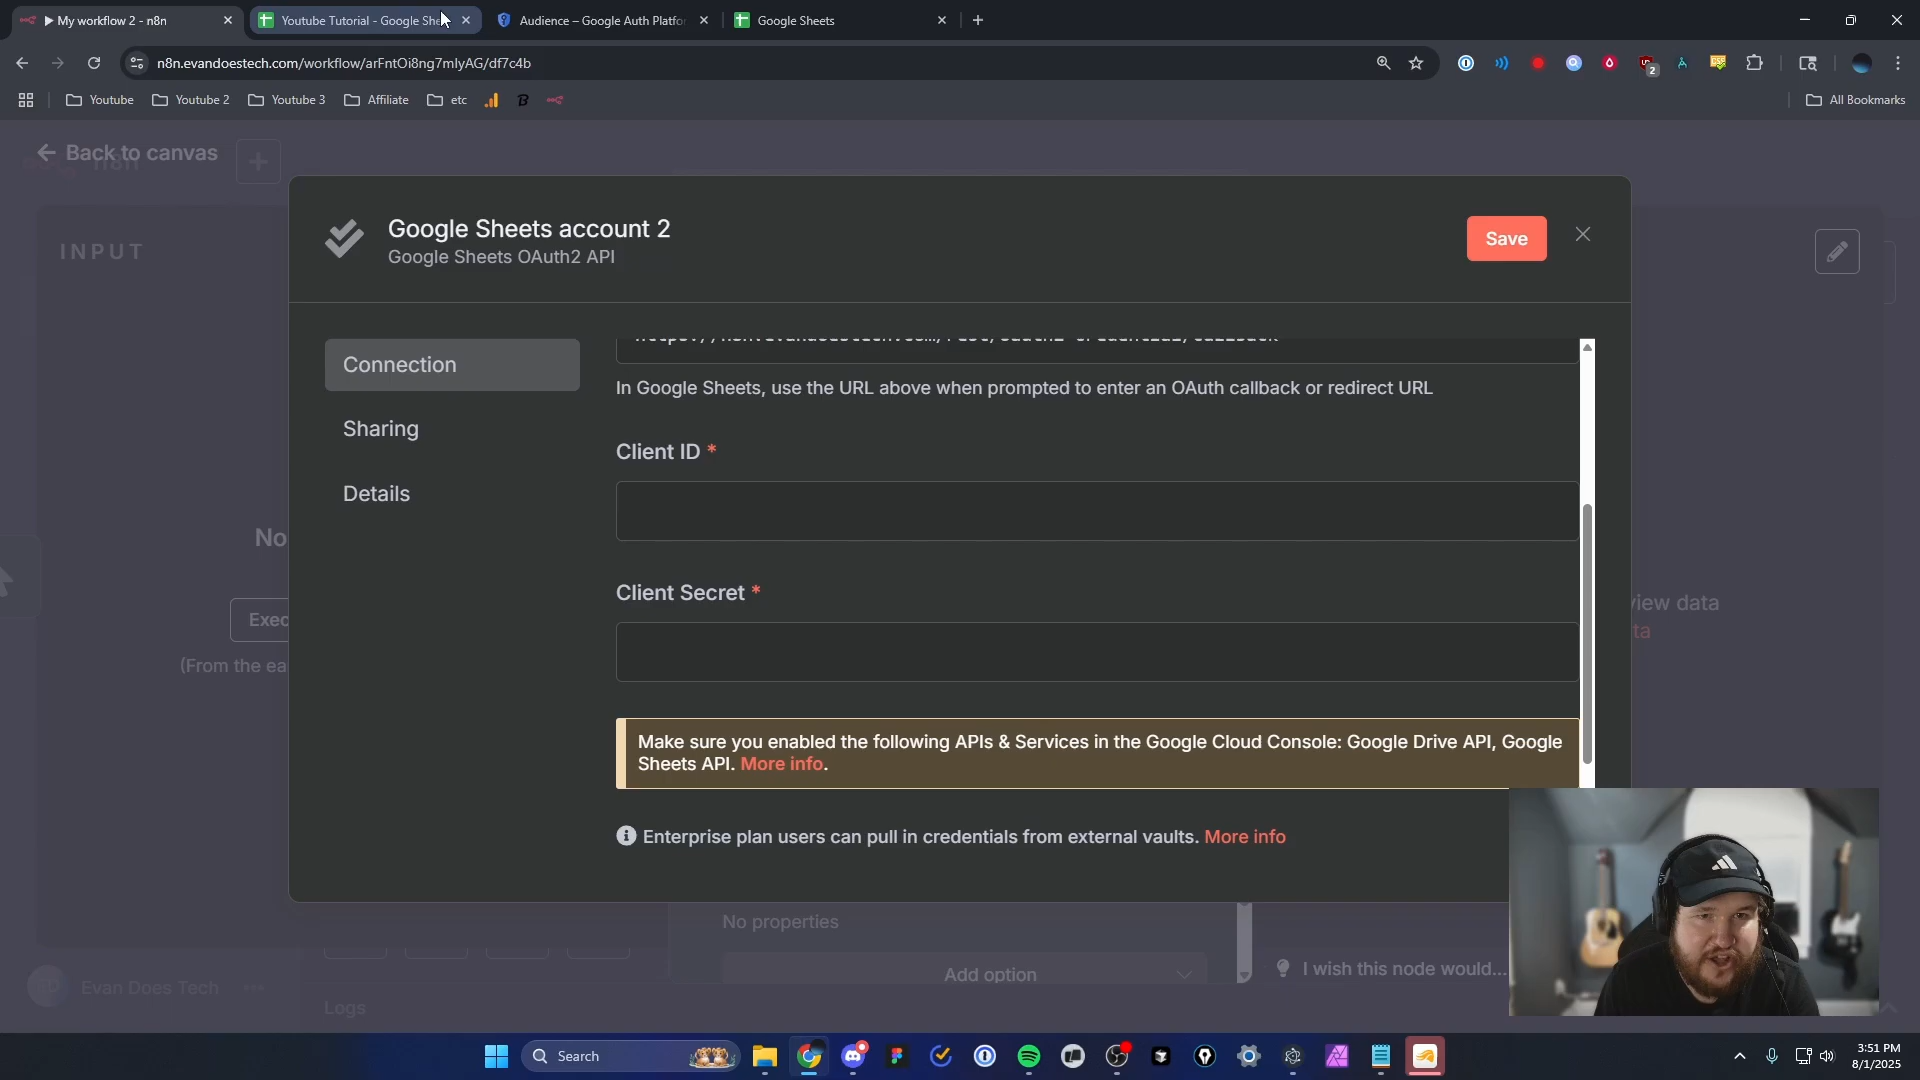 My workflow 2 - n8n
Youtube Tutorial - Google She
Audience – Google Auth Platfo
Google Sheets
n8n.evandoestech.com/workflow/arFntOi8ng7mlyAG/df7c4b
2
Youtube
Youtube 2
Youtube 3
Affiliate
etc
B
All Bookmarks
Back to canvas
n8n
INPUT
Google Sheets account 2
Google Sheets OAuth2 API
Save
Connection
Sharing
Details
In Google Sheets, use the URL above when prompted to enter an OAuth callback or redirect URL
Client ID *
Client Secret *
Make sure you enabled the following APIs & Services in the Google Cloud Console: Google Drive API, Google
Sheets API. More info.
Enterprise plan users can pull in credentials from external vaults. More info
No
Exec
(From the ea
view data
ta
No properties
Add option
I wish this node would...
Evan Does Tech
Logs
Search
3:51 PM
8/1/2025